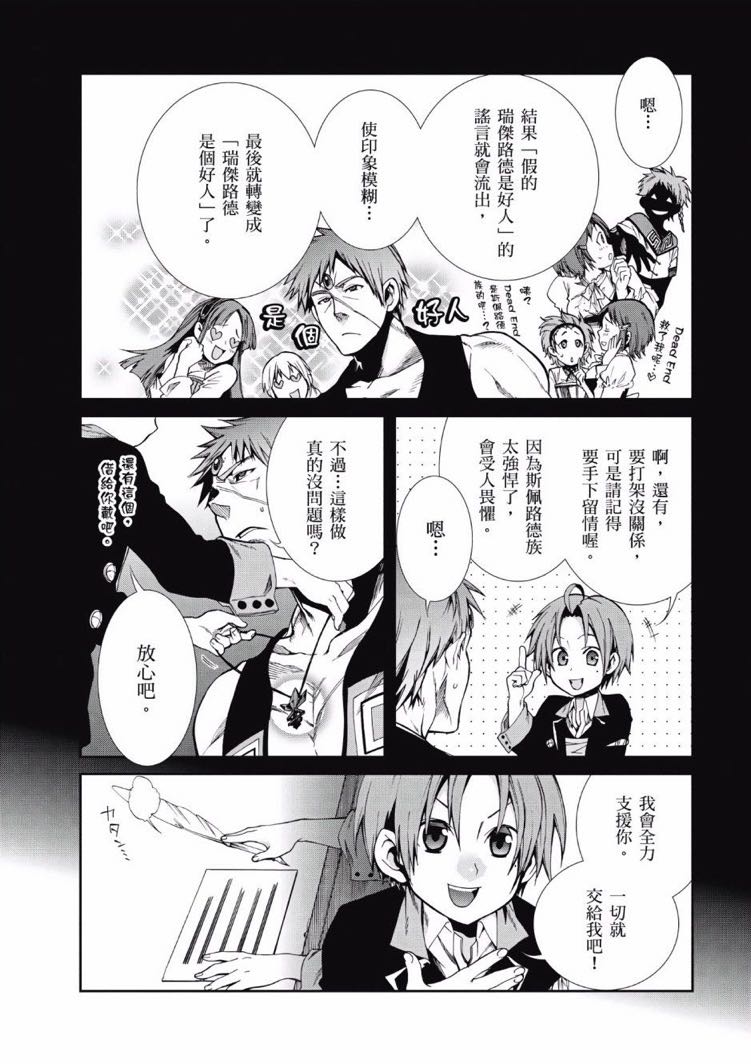 嗯…
結果「假的
瑞傑路德是好人」的
謠言就會流出，
使印象模糊…
最後就轉變成
「瑞傑路德
是個好人」了。
Dead End
救了我呢…♡
咦？
Dead End
是斯佩路德
族的吧…？
是個
好人
啊，還有，
要打架沒關係，
可是請記得
要手下留情喔。
因為斯佩路德族
太強悍了，
會受人畏懼。
嗯…
不過…這樣做
真的沒問題嗎？
還有這個，
借給你戴吧。
放心吧。
我會全力
支援你。
一切就
交給我吧！
カタン…